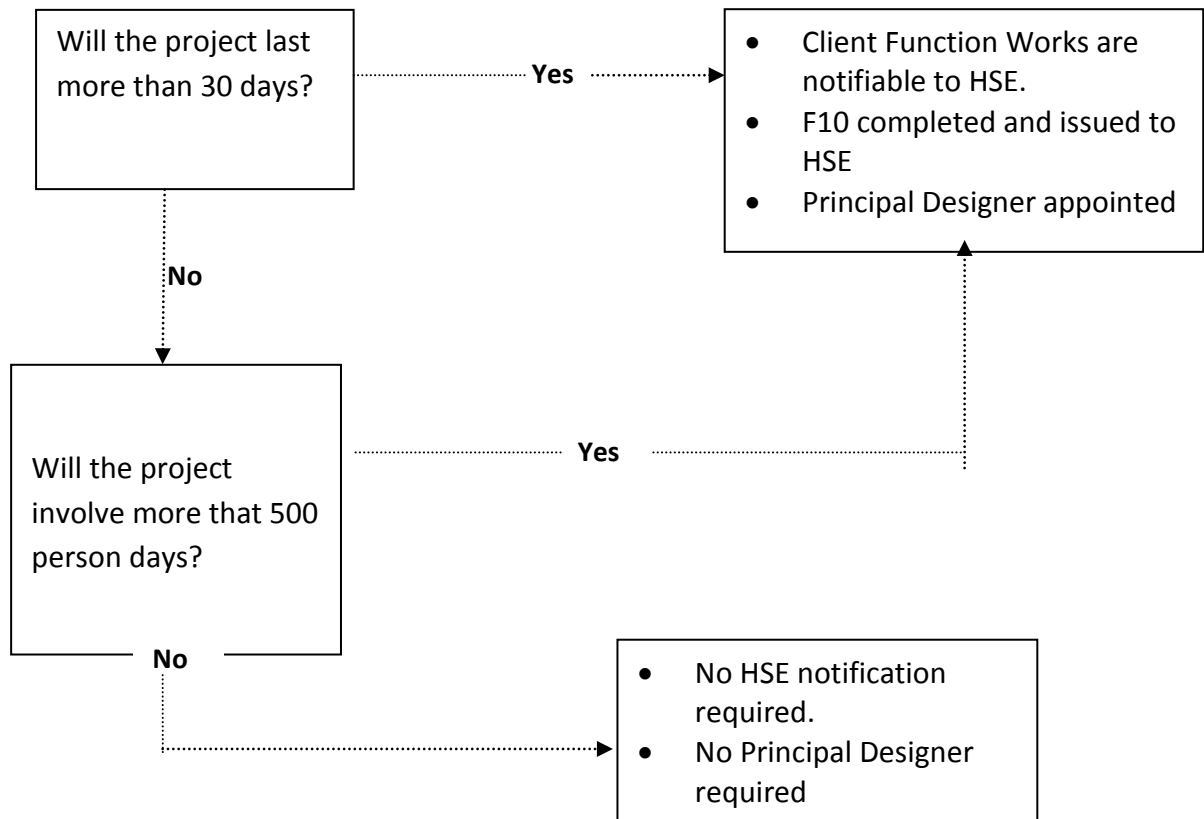 Will the project last
more than 30 days?
Yes
• Client Function Works are
notifiable to HSE.
• F10 completed and issued to
HSE
• Principal Designer appointed
No
Will the project
involve more that 500
person days?
Yes
No
• No HSE notification
required.
• No Principal Designer
required